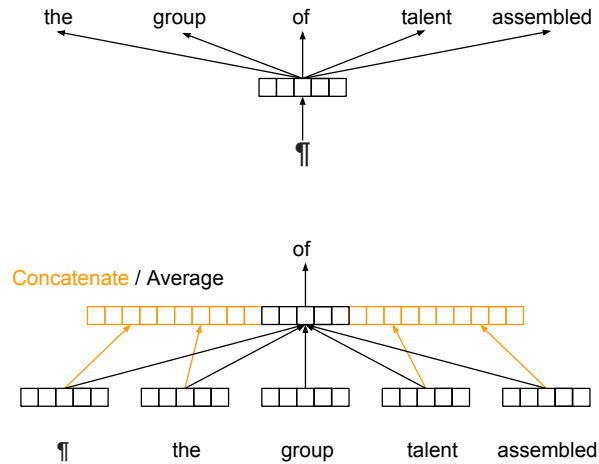 the group of talent assembled
¶
of
Concatenate / Average
¶ the group talent assembled